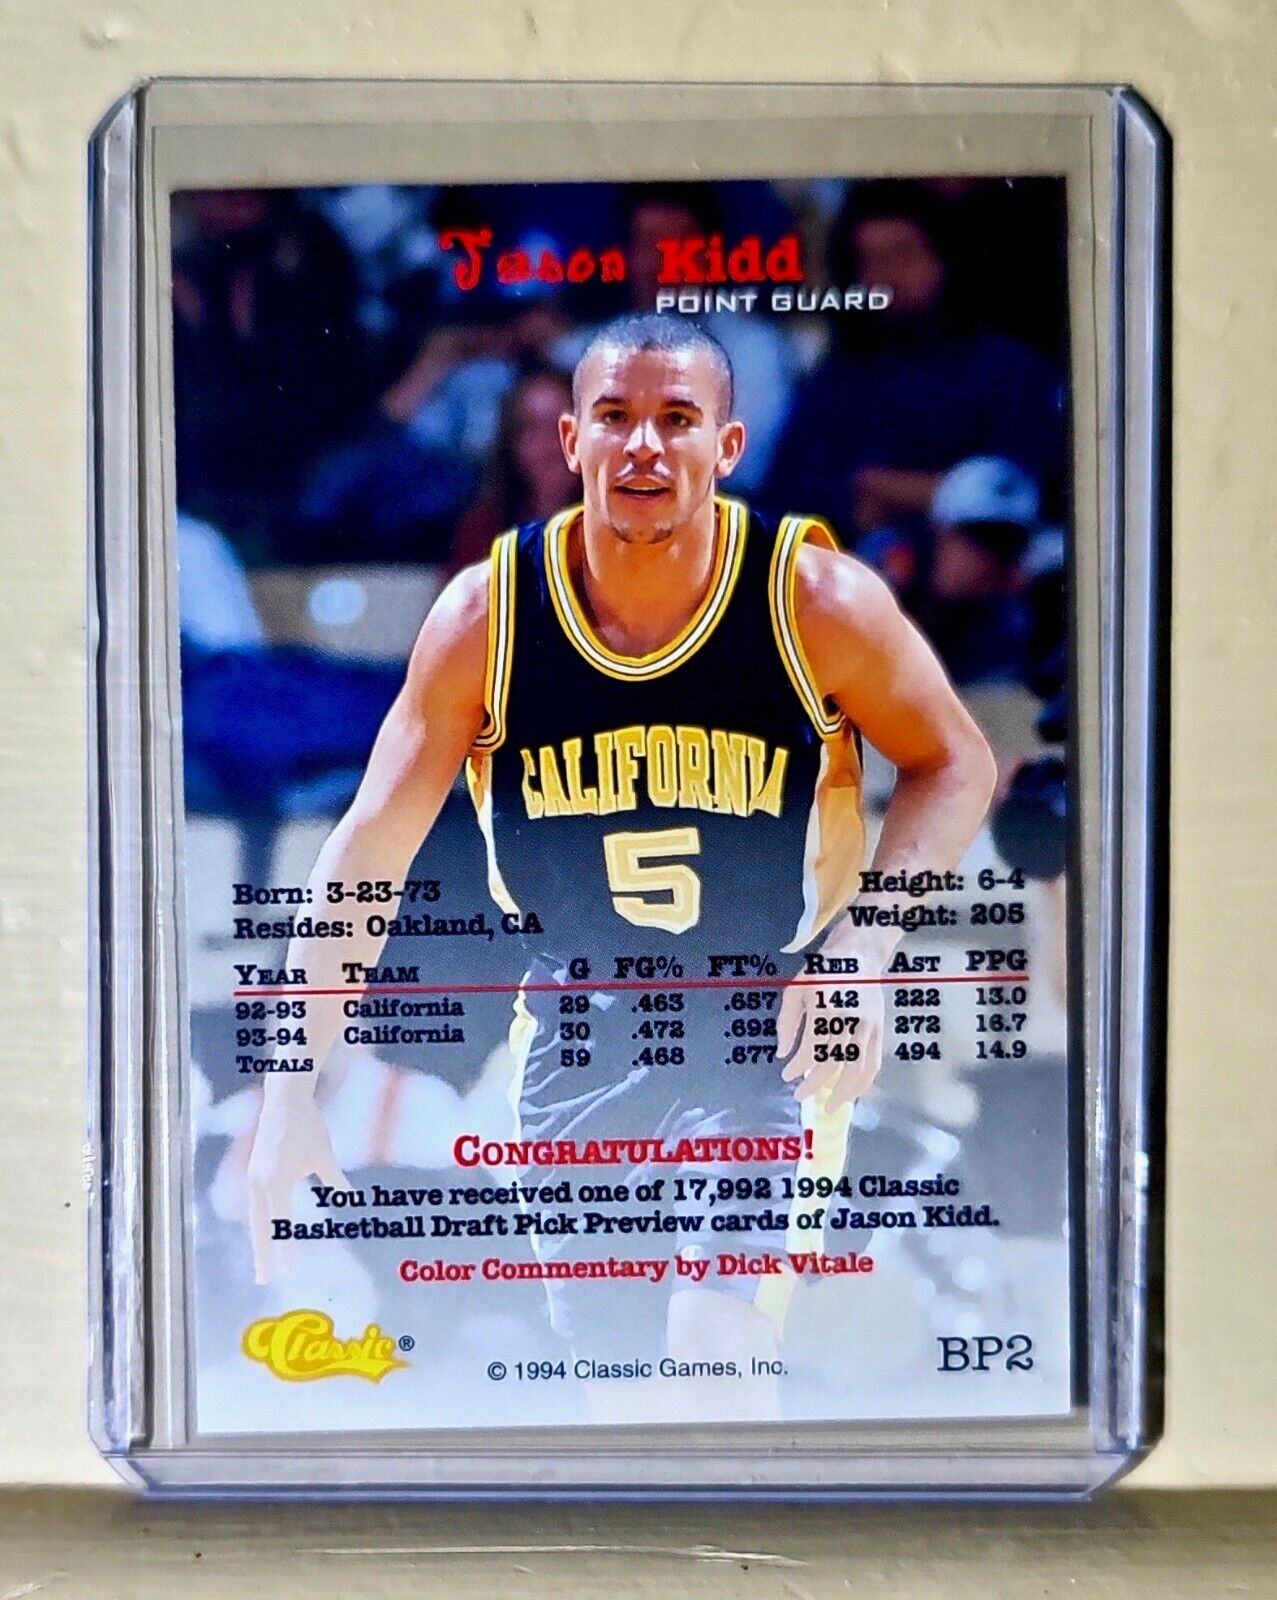 Jason Kidd
POINT GUARD
CALIFORNIA
5
Born: 3-23-73 Height: 6-4
Resides: Oakland, CA Weight: 205
YEAR TEAM G FG% FT% REB AST PPG
92-93 California 29 .463 .657 142 222 13.0
93-94 California 30 .472 .692 207 272 16.7
TOTALS 59 .468 .677 349 494 14.9
CONGRATULATIONS!
You have received one of 17,992 1994 Classic
Basketball Draft Pick Preview cards of Jason Kidd.
Color Commentary by Dick Vitale
Classic®
© 1994 Classic Games, Inc.
BP2